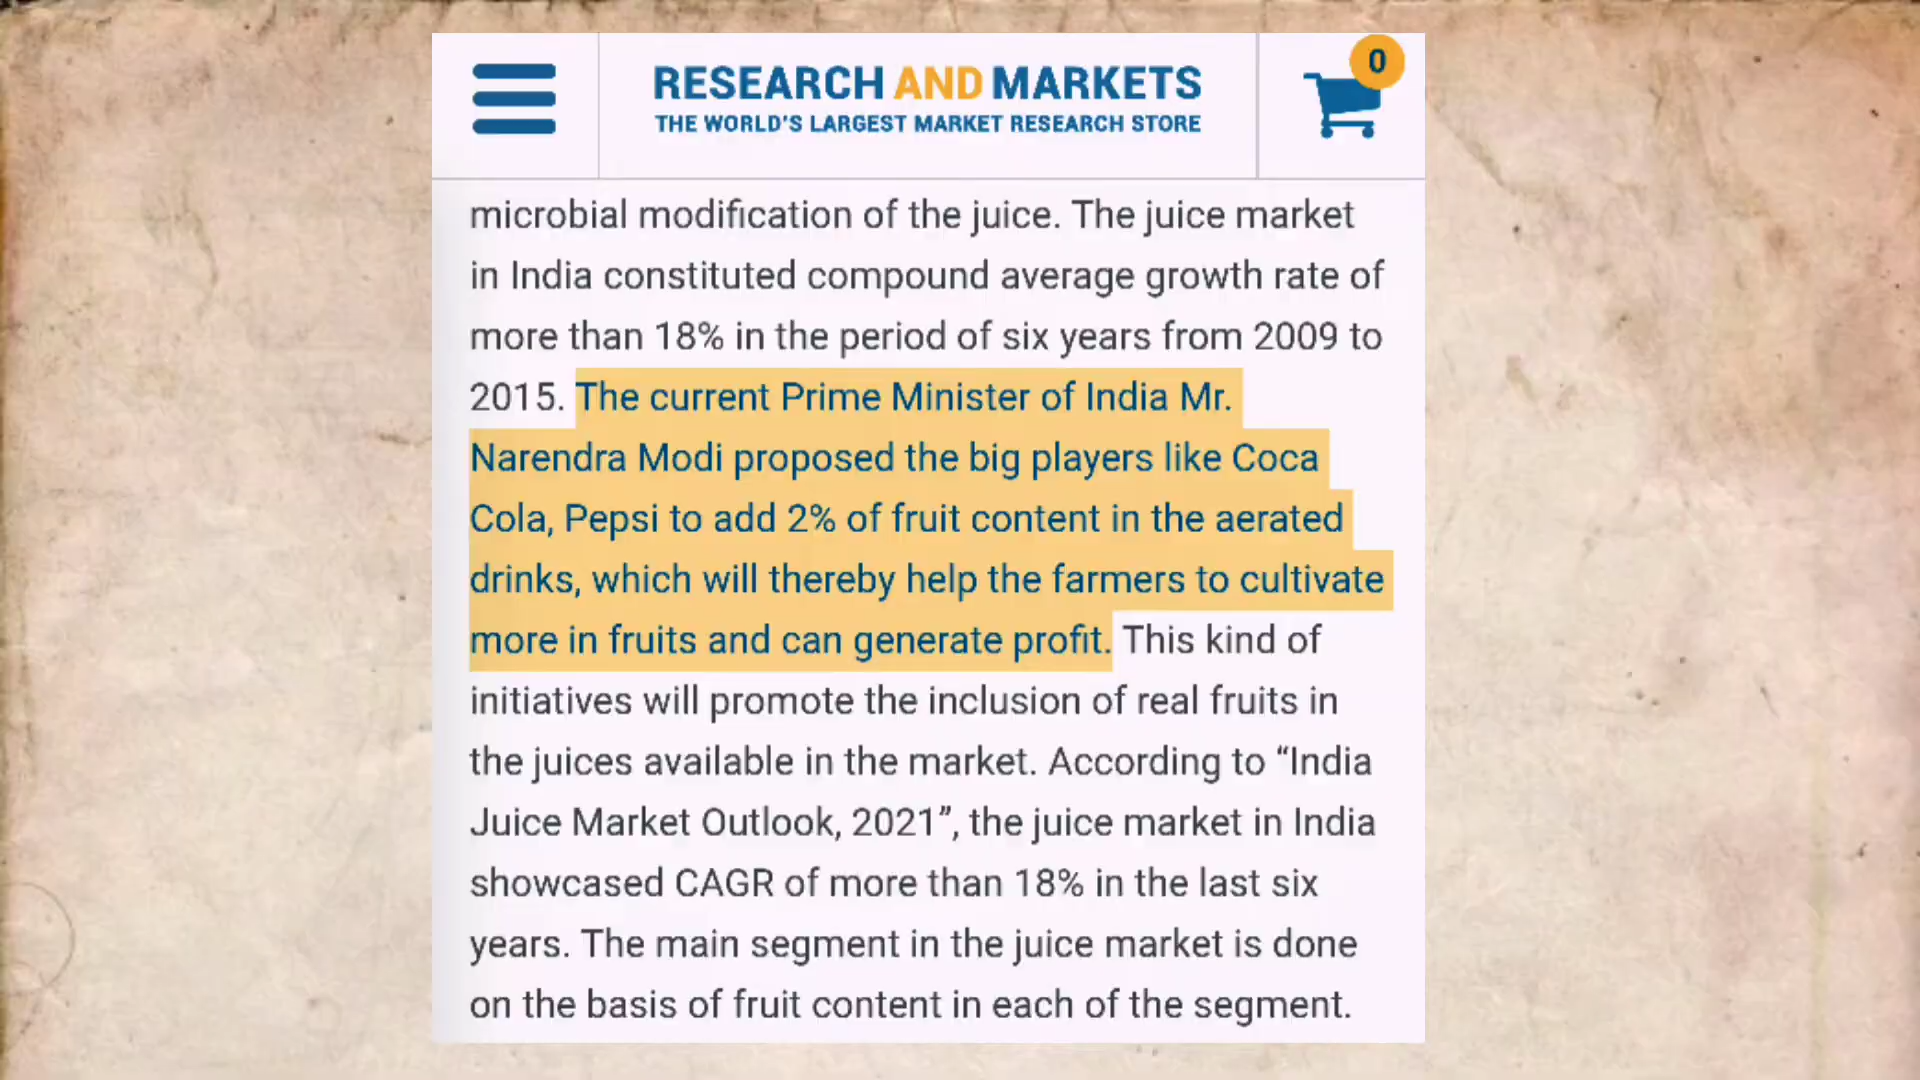 0
RESEARCH AND MARKETS
THE WORLD'S LARGEST MARKET RESEARCH STORE
microbial modification of the juice. The juice market
in India constituted compound average growth rate of
more than 18% in the period of six years from 2009 to
2015. The current Prime Minister of India Mr.
Narendra Modi proposed the big players like Coca
Cola, Pepsi to add 2% of fruit content in the aerated
drinks, which will thereby help the farmers to cultivate
more in fruits and can generate profit. This kind of
initiatives will promote the inclusion of real fruits in
the juices available in the market. According to “India
Juice Market Outlook, 2021”, the juice market in India
showcased CAGR of more than 18% in the last six
years. The main segment in the juice market is done
on the basis of fruit content in each of the segment.